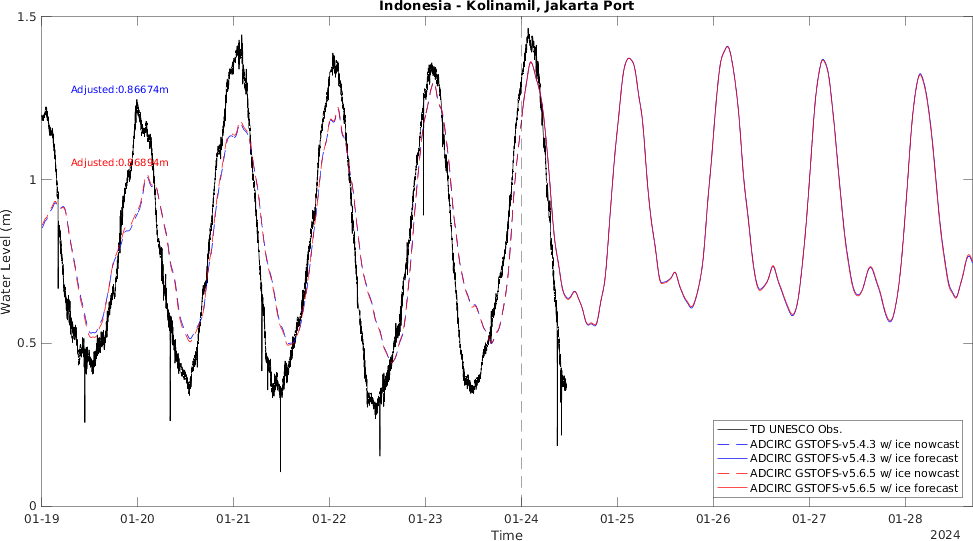 Indonesia - Kolinamil, Jakarta Port
1.5
Adjusted:0.86674m
Adjusted:0.86894m
1
Water Level (m)
0.5
TD UNESCO Obs.
ADCIRC GSTOFS-v5.4.3 w/ ice nowcast
ADCIRC GSTOFS-v5.4.3 w/ ice forecast
ADCIRC GSTOFS-v5.6.5 w/ ice nowcast
ADCIRC GSTOFS-v5.6.5 w/ ice forecast
0
01-19 01-20 01-21 01-22 01-23 01-24 01-25 01-26 01-27 01-28
Time
2024